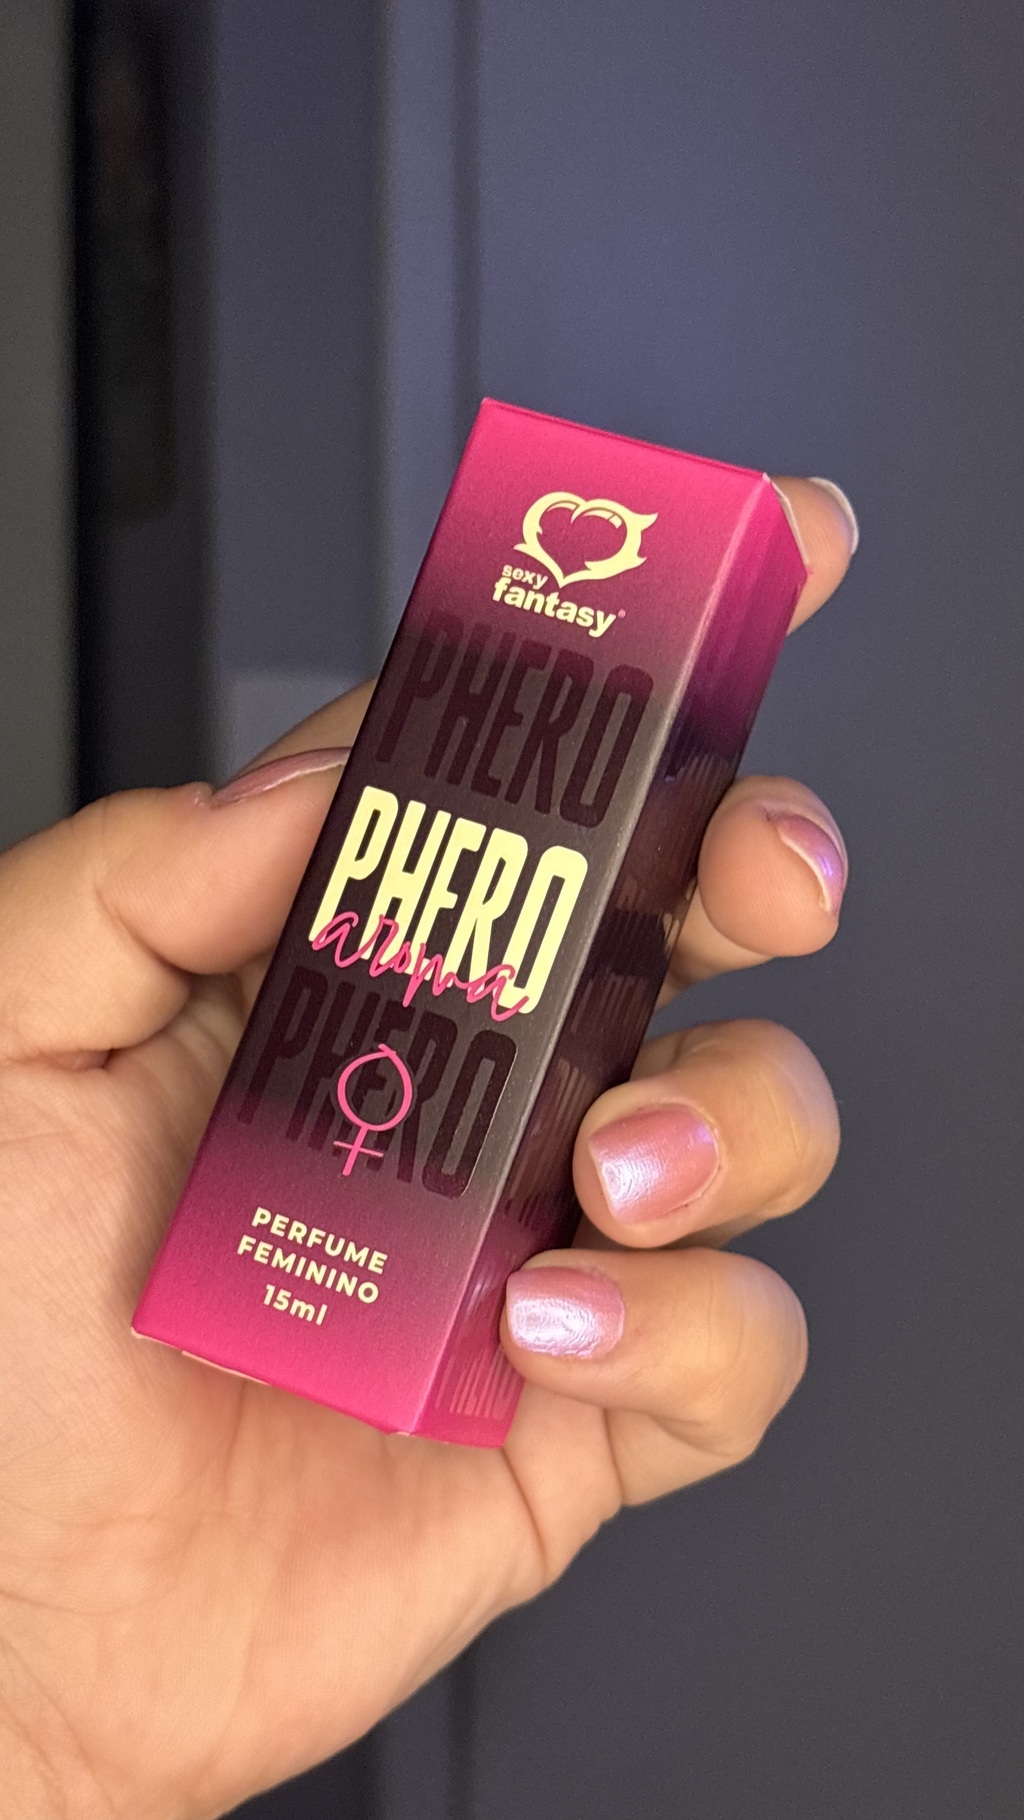 sexy
fantasy®
PHERO
PHERO
aroma
PHERO
PERFUME
FEMININO
15ml